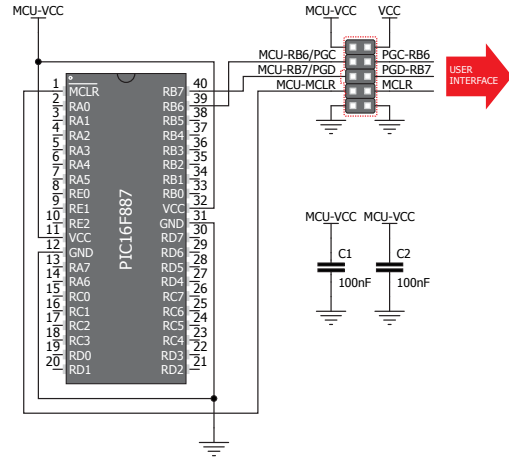 MCU-VCC
MCU-VCC VCC
MCU-RB6/PGC PGC-RB6
MCU-RB7/PGD PGD-RB7
MCU-MCLR MCLR
USER
INTERFACE
1 MCLR RB7 40
2 RA0 RB6 39
3 RA1 RB5 38
4 RA2 RB4 37
5 RA3 RB3 36
6 RA4 RB2 35
7 RA5 RB1 34
8 RE0 RB0 33
9 RE1 VCC 32
10 RE2 GND 31
11 VCC RD7 30
12 GND RD6 29
13 RA7 RD5 28
14 RA6 RD4 27
15 RC0 RC7 26
16 RC1 RC6 25
17 RC2 RC5 24
18 RC3 RC4 23
19 RD0 RD3 22
20 RD1 RD2 21
PIC16F887
MCU-VCC MCU-VCC
C1 C2
100nF 100nF